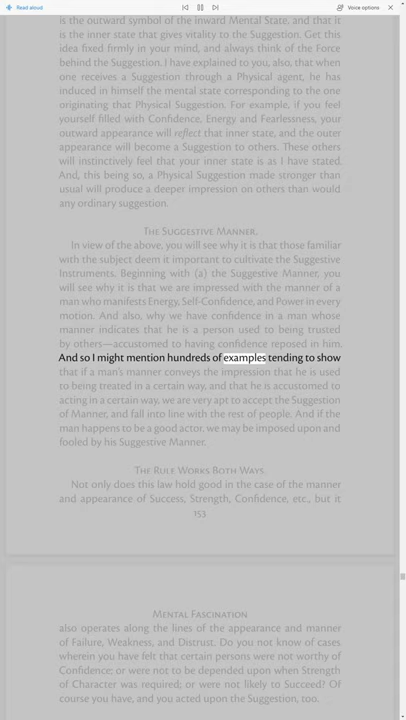 Read aloud
Voice options
is the outward symbol of the inward Mental State, and that it
is the inner state that gives vitality to the Suggestion. Get this
idea fixed firmly in your mind, and always think of the Force
behind the Suggestion. I have explained to you, also, that when
one receives a Suggestion through a Physical agent, he has
induced in himself the mental state corresponding to the one
originating that Physical Suggestion. For example, if you feel
yourself filled with Confidence, Energy and Fearlessness, your
outward appearance will reflect that inner state, and the outer
appearance will become a Suggestion to others. These others
will instinctively feel that your inner state is as I have stated.
And, this being so, a Physical Suggestion made stronger than
usual will produce a deeper impression on others than would
any ordinary suggestion.
The Suggestive Manner.
In view of the above, you will see why it is that those familiar
with the subject deem it important to cultivate the Suggestive
Instruments. Beginning with (a) the Suggestive Manner, you
will see why it is that we are impressed with the manner of a
man who manifests Energy, Self-Confidence, and Power in every
motion. And also, why we have confidence in a man whose
manner indicates that he is a person used to being trusted
by others—accustomed to having confidence reposed in him.
And so I might mention hundreds of examples tending to show
that if a man's manner conveys the impression that he is used
to being treated in a certain way, and that he is accustomed to
acting in a certain way, we are very apt to accept the Suggestion
of Manner, and fall into line with the rest of people. And if the
man happens to be a good actor, we may be imposed upon and
fooled by his Suggestive Manner.
The Rule Works Both Ways.
Not only does this law hold good in the case of the manner
and appearance of Success, Strength, Confidence, etc., but it
153
Mental Fascination
also operates along the lines of the appearance and manner
of Failure, Weakness, and Distrust. Do you not know of cases
wherein you have felt that certain persons were not worthy of
Confidence; or were not to be depended upon when Strength
of Character was required; or were not likely to Succeed? Of
course you have, and you acted upon the Suggestion, too.